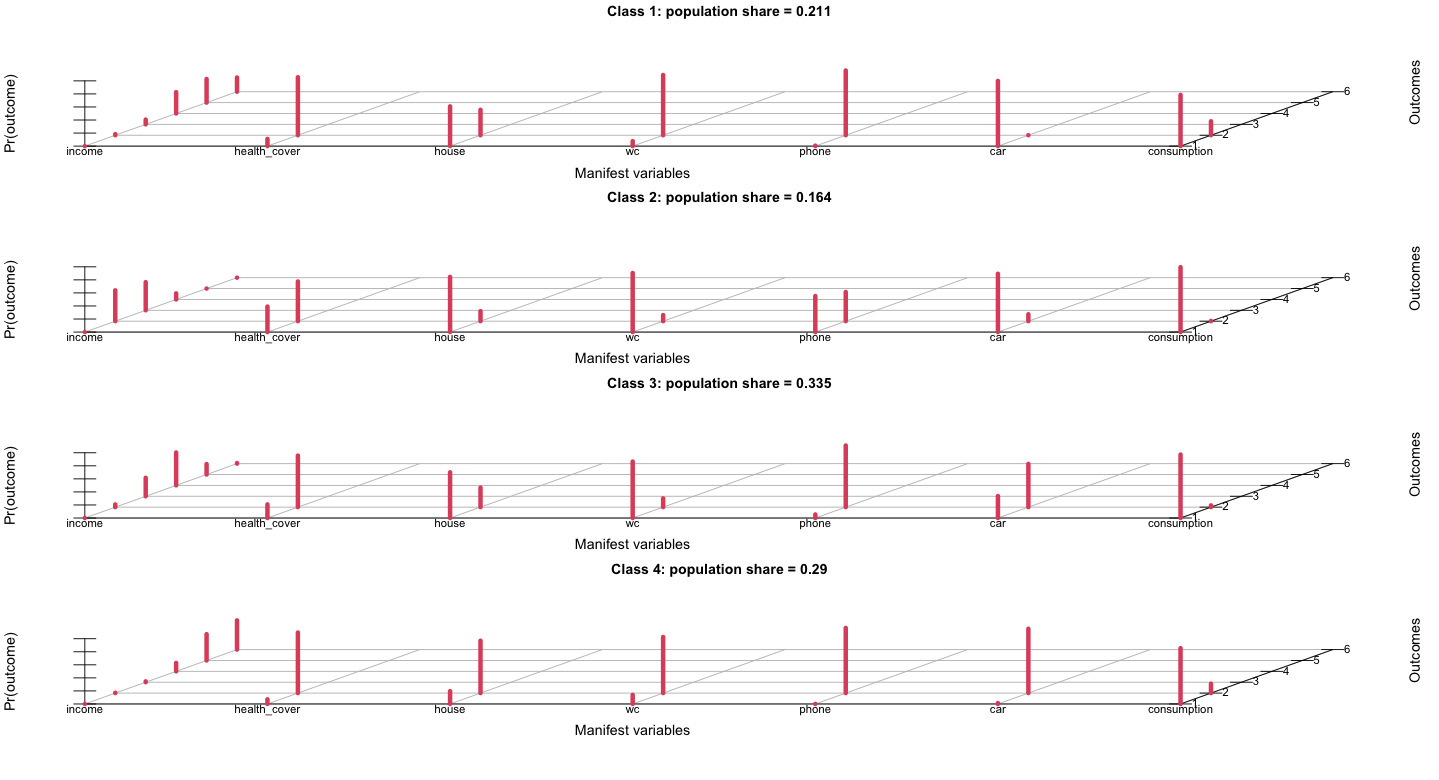 Class 1: population share = 0.211
Pr(outcome)
Outcomes
6
5
4
3
2
1
income health_cover house wc phone car consumption
Manifest variables
Class 2: population share = 0.164
Pr(outcome)
Outcomes
6
5
4
3
2
1
income health_cover house wc phone car consumption
Manifest variables
Class 3: population share = 0.335
Pr(outcome)
Outcomes
6
5
4
3
2
1
income health_cover house wc phone car consumption
Manifest variables
Class 4: population share = 0.29
Pr(outcome)
Outcomes
6
5
4
3
2
1
income health_cover house wc phone car consumption
Manifest variables